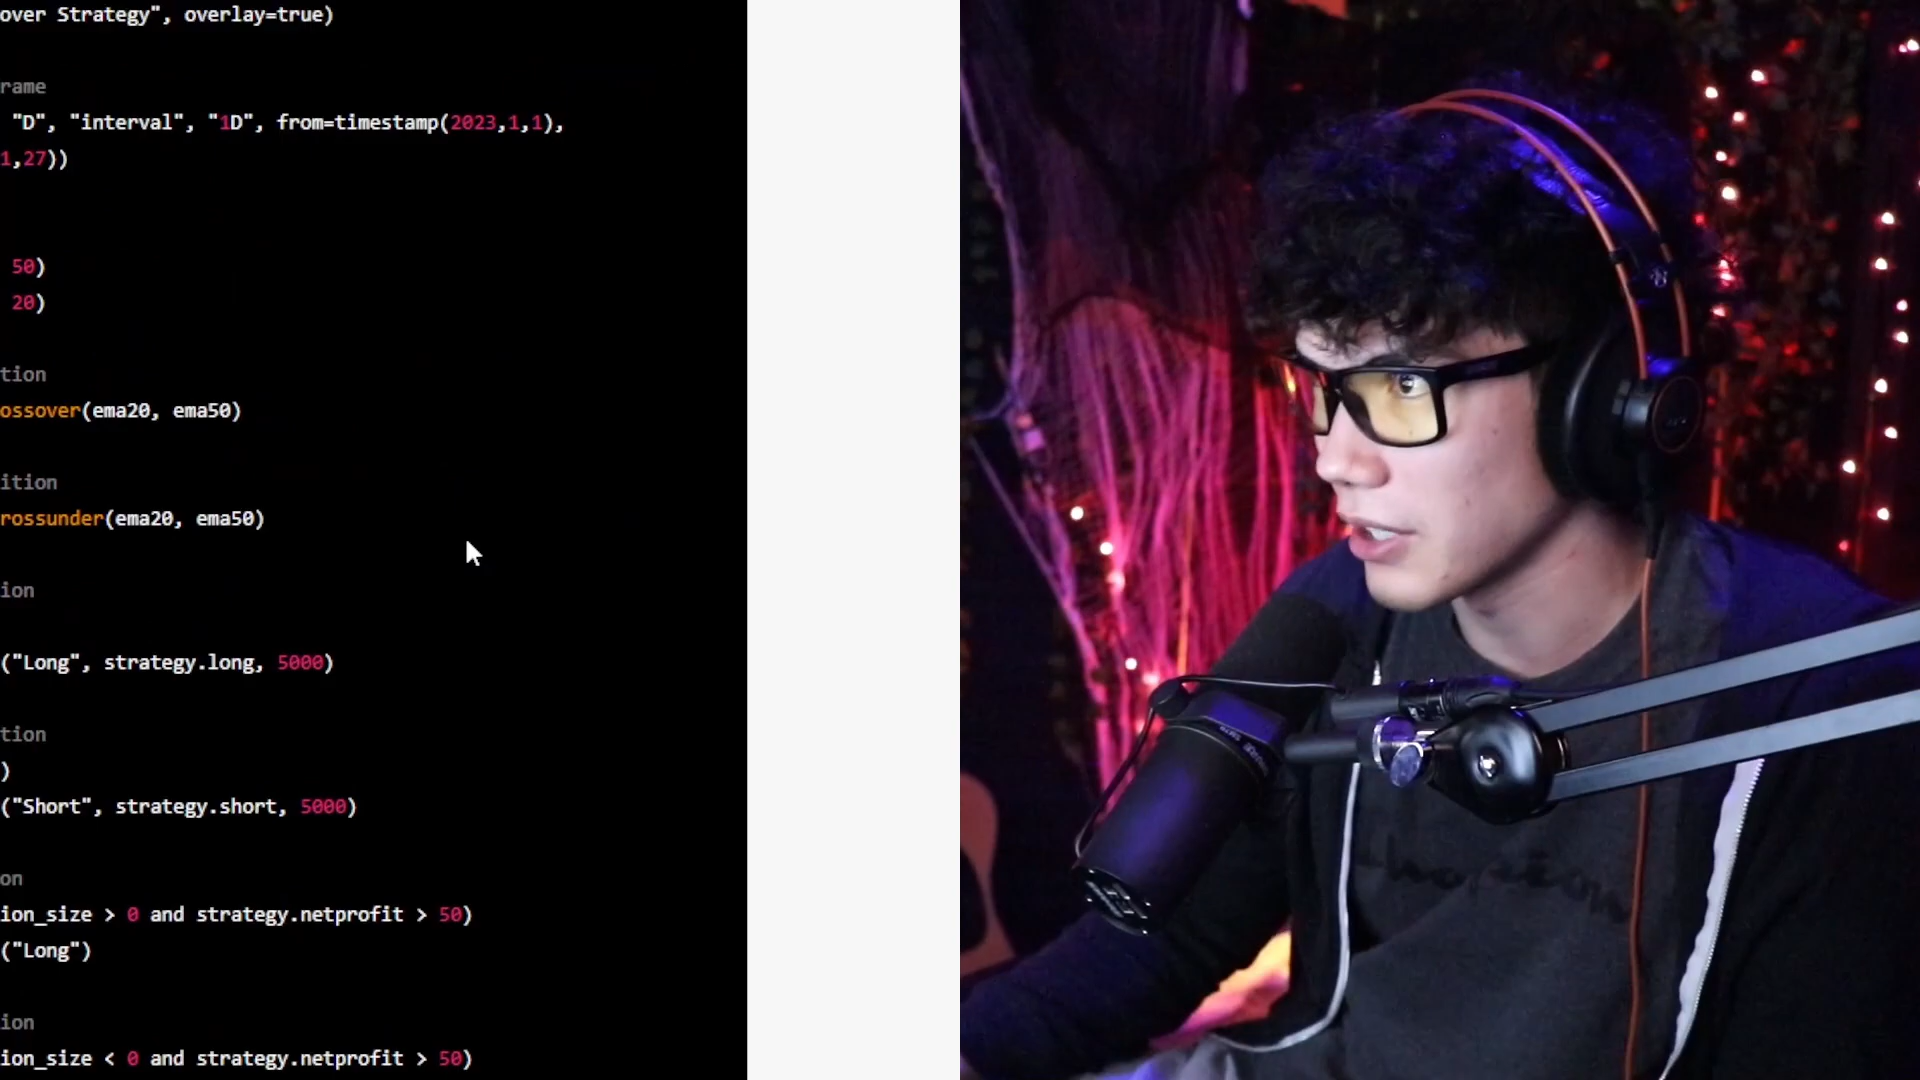 over Strategy", overlay=true)
rame
"D", "interval", "1D", from=timestamp(2023,1,1),
1,27))
50)
20)
tion
ossover(ema20, ema50)
ition
rossunder(ema20, ema50)
ion
("Long", strategy.long, 5000)
tion
)
("Short", strategy.short, 5000)
on
ion_size > 0 and strategy.netprofit > 50)
("Long")
ion
ion_size < 0 and strategy.netprofit > 50)